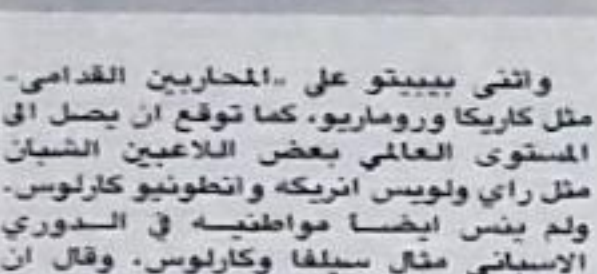 واثنى بيبيتو على «المحاربين القدامى»
مثل كاريكا وروماريو، كما توقع ان يصل الى
المستوى العالمي بعض اللاعبين الشبان
مثل راي ولويس انريكه وانطونيو كارلوس.
ولم ينس ايضا مواطنيه في الدوري
الاسباني مثال سيلفا وكارلوس. وقال ان